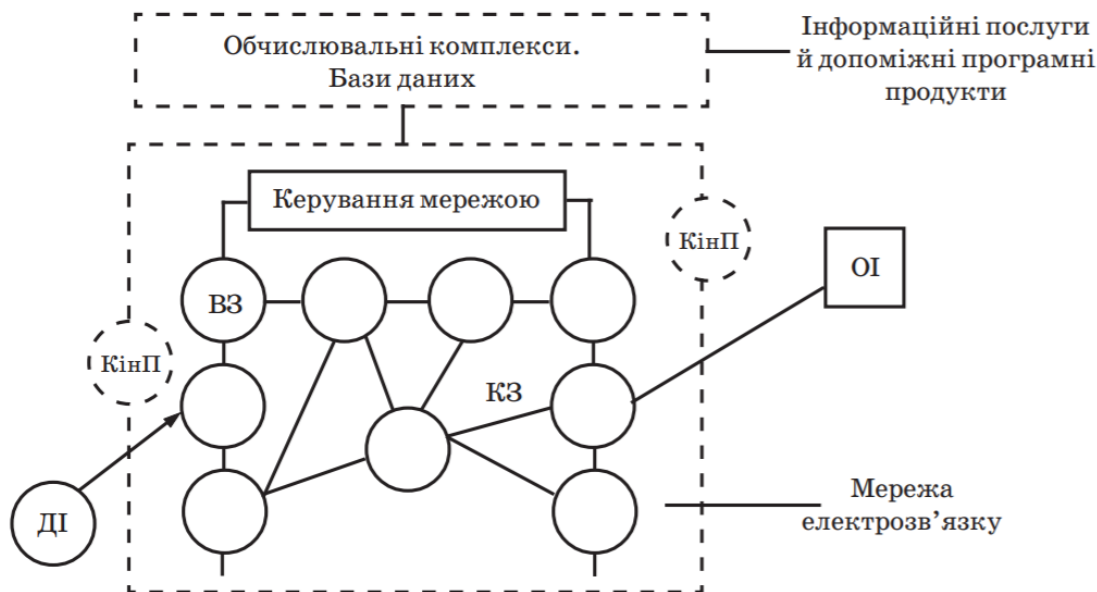 Обчислювальні комплекси.
Бази даних
Інформаційні послуги
й допоміжні програмні
продукти
Керування мережою
КінП
ОІ
ВЗ
КінП
КЗ
ДІ
Мережа
електрозв’язку